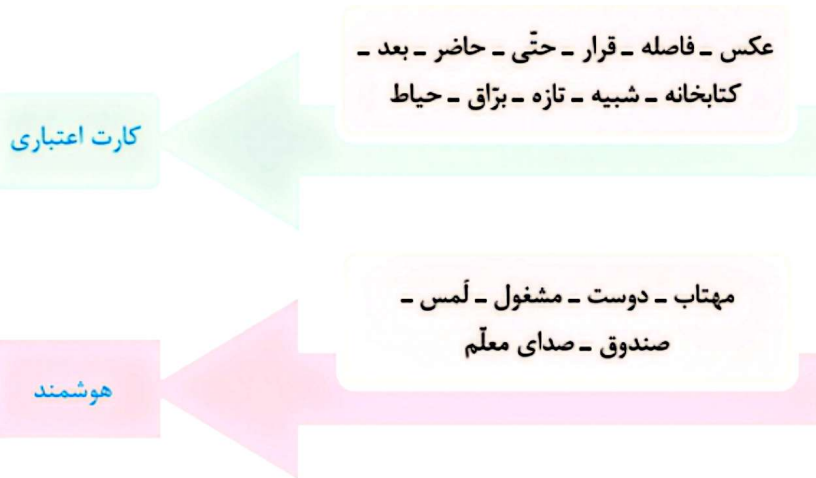 عکس ـ فاصله ـ قرار ـ حتّی ـ حاضر ـ بعد ـ
کتابخانه ـ شبیه ـ تازه ـ برّاق ـ حیاط
کارت اعتباری
مهتاب ـ دوست ـ مشغول ـ لَمس ـ
صندوق ـ صدای معلّم
هوشمند